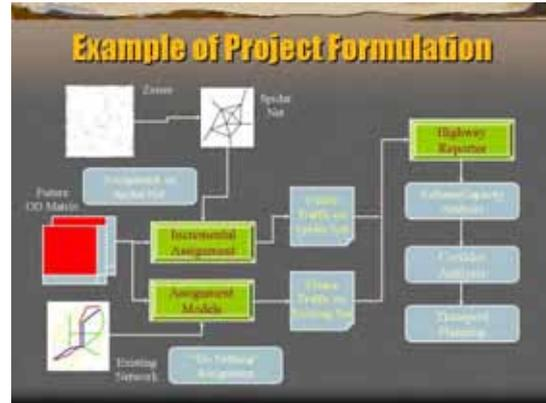 Example of Project Formulation
Zones
Spider
Net
Highway
Reporter
Assignment on
Spider Net
Future
OD Matrix
Incremental
Assignment
Future
Traffic on
Spider Net
Volume/Capacity
Analysis
Assignment
Models
Future
Traffic on
Existing Net
Corridor
Analysis
Existing
Network
"Do Nothing"
Assignment
Transport
Planning